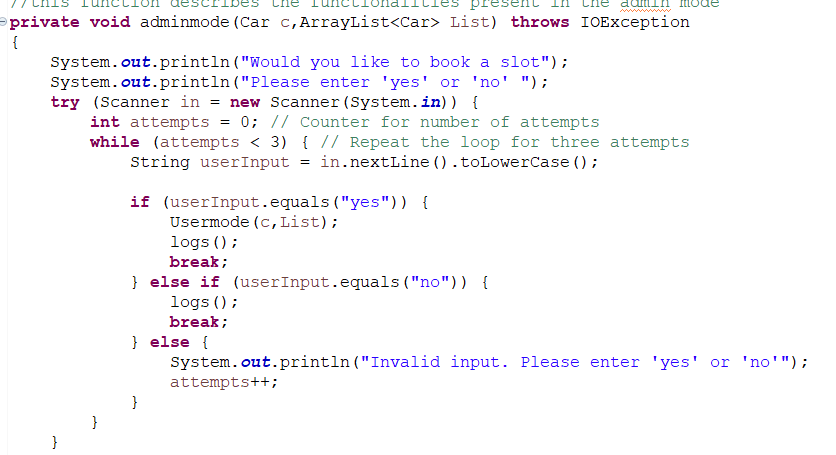 //this function describes the functionalities present in the admin mode
private void adminmode(Car c,ArrayList<Car> List) throws IOException
{
System.out.println("Would you like to book a slot");
System.out.println("Please enter 'yes' or 'no' ");
try (Scanner in = new Scanner(System.in)) {
int attempts = 0; // Counter for number of attempts
while (attempts < 3) { // Repeat the loop for three attempts
String userInput = in.nextLine().toLowerCase();
if (userInput.equals("yes")) {
Usermode(c,List);
logs();
break;
} else if (userInput.equals("no")) {
logs();
break;
} else {
System.out.println("Invalid input. Please enter 'yes' or 'no'");
attempts++;
}
}
}